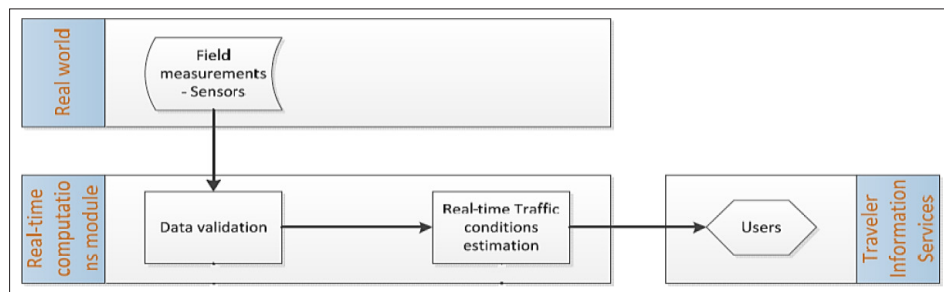 Real world
Field
measurements
- Sensors
Real-time
computatio
ns module
Data validation
Real-time Traffic
conditions
estimation
Users
Traveler
Information
Services